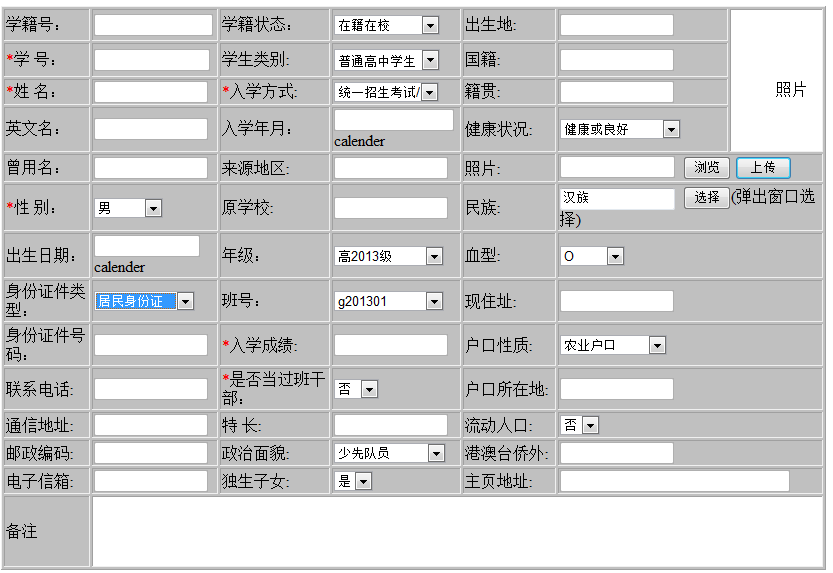 学籍号： 学籍状态： 在籍在校 出生地:
*学 号： 学生类别: 普通高中学生 国籍: 照片
*姓 名： *入学方式: 统一招生考试/ 籍贯:
英文名： 入学年月： calender 健康状况: 健康或良好
曾用名： 来源地区: 照片: 浏览 上传
*性 别： 男 原学校: 民族: 汉族 选择 (弹出窗口选
择)
出生日期： calender 年级： 高2013级 血型: O
身份证件类
型： 居民身份证 班号: g201301 现住址:
身份证件号
码： *入学成绩: 户口性质: 农业户口
联系电话: *是否当过班干
部： 否 户口所在地:
通信地址: 特 长: 流动人口: 否
邮政编码: 政治面貌: 少先队员 港澳台侨外:
电子信箱: 独生子女: 是 主页地址:
备注